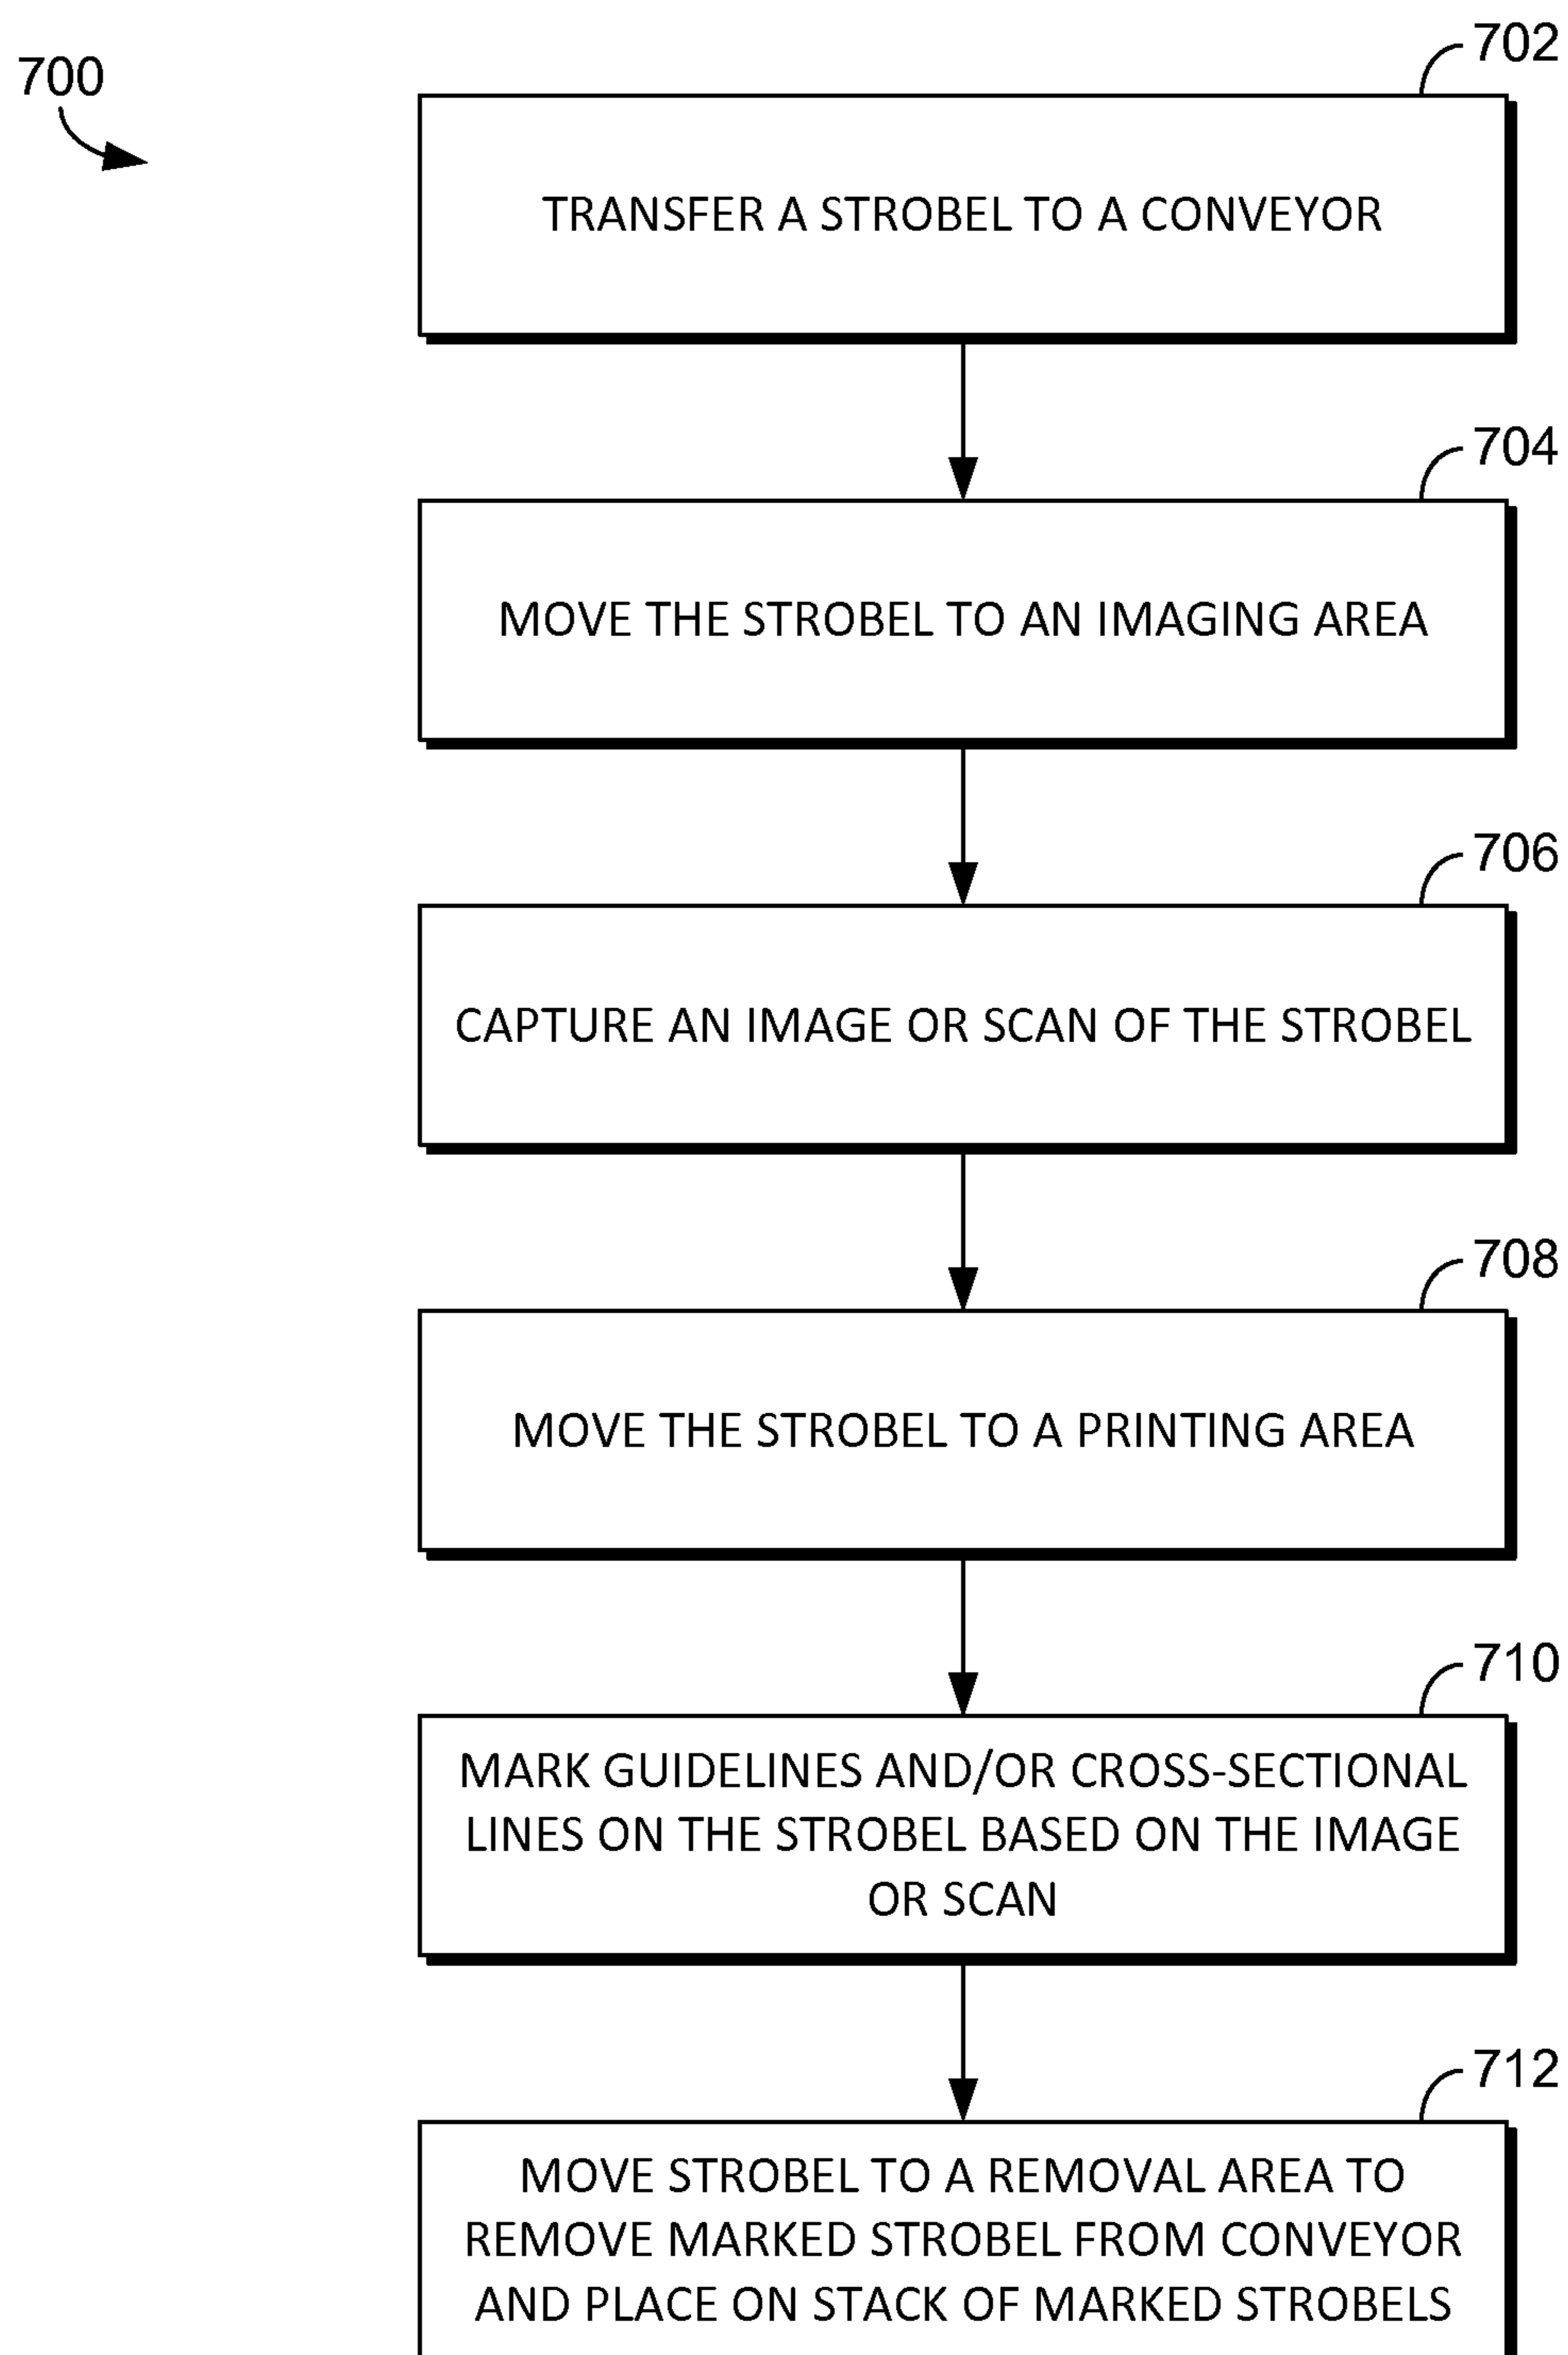 700
702
TRANSFER A STROBEL TO A CONVEYOR
704
MOVE THE STROBEL TO AN IMAGING AREA
706
CAPTURE AN IMAGE OR SCAN OF THE STROBEL
708
MOVE THE STROBEL TO A PRINTING AREA
710
MARK GUIDELINES AND/OR CROSS-SECTIONAL
LINES ON THE STROBEL BASED ON THE IMAGE
OR SCAN
712
MOVE STROBEL TO A REMOVAL AREA TO
REMOVE MARKED STROBEL FROM CONVEYOR
AND PLACE ON STACK OF MARKED STROBELS